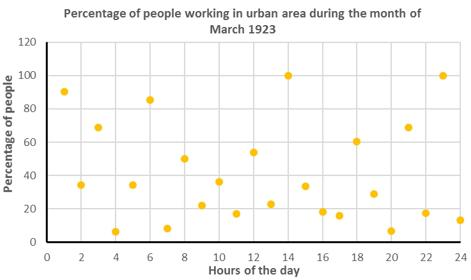 Percentage of people working in urban area during the month of
March 1923
Percentage of people
120
100
80
60
40
20
0
0 2 4 6 8 10 12 14 16 18 20 22 24
Hours of the day